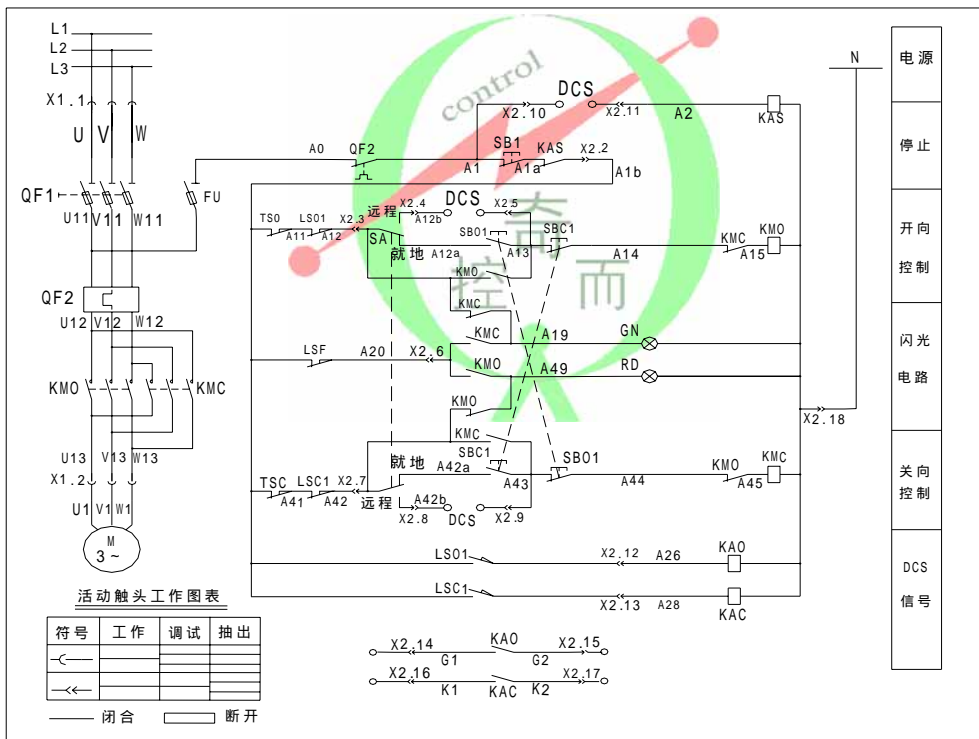 L1
L2
L3
X1.1
U V W
QF1
U11 V11 W11
FU
QF2
U12 V12 W12
KMO KMC
U13 V13 W13
X1.2
U1 V1 W1
M
3 ~
control
奇
控 而
N
DCS
X2.10 X2.11 A2 KAS
A0 QF2 A1 SB1 A1a KAS X2.2 A1b
远程 X2.4 A12b DCS X2.5
TSO A11 LSO1 A12 X2.3 SA
就地 A12a SBO1 A13 SBC1 A14 KMC A15 KMO
KMO
KMC
KMC A19 GN
LSF A20 X2.6
KMO A49 RD
KMO
KMC
X2.18
就地 A42a SBC1 A43 SBO1 A44 KMO A45 KMC
TSC A41 LSC1 A42 X2.7
远程 A42b X2.8 DCS X2.9
LSO1 X2.12 A26 KAO
LSC1 X2.13 A28 KAC
X2.14 G1 KAO G2 X2.15
X2.16 K1 KAC K2 X2.17
活动触头工作图表
符号 工作 调试 抽出
闭合 断开
电源
停止
开向
控制
闪光
电路
关向
控制
DCS
信号